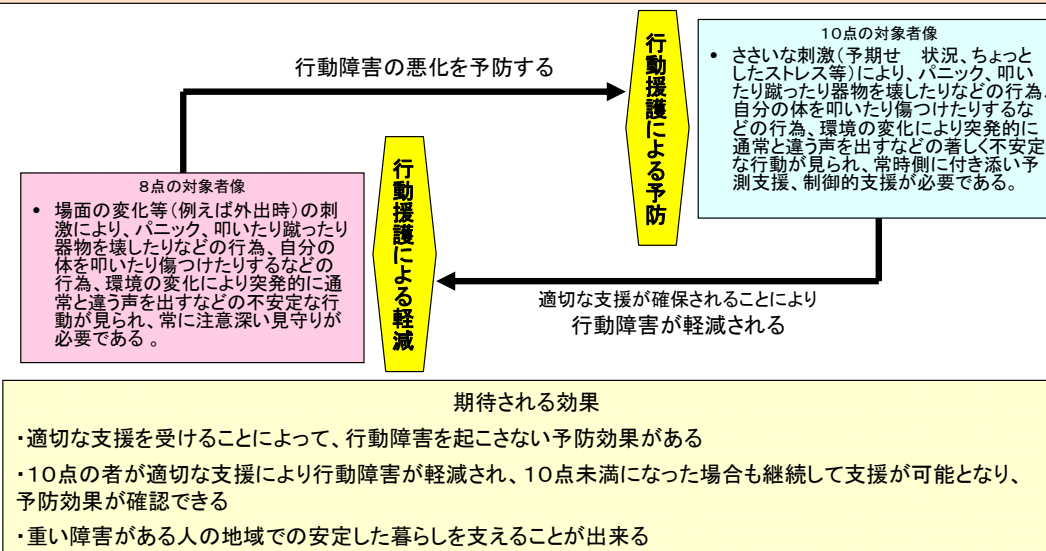 行動障害の悪化を予防する
行動援護による予防
10点の対象者像
• ささいな刺激(予期せ 状況、ちょっと
したストレス等)により、パニック、叩い
たり蹴ったり器物を壊したりなどの行為、
自分の体を叩いたり傷つけたりするな
どの行為、環境の変化により突発的に
通常と違う声を出すなどの著しく不安定
な行動が見られ、常時側に付き添い予
測支援、制御的支援が必要である。
8点の対象者像
• 場面の変化等(例えば外出時)の刺
激により、パニック、叩いたり蹴ったり
器物を壊したりなどの行為、自分の
体を叩いたり傷つけたりするなどの
行為、環境の変化により突発的に通
常と違う声を出すなどの不安定な行
動が見られ、常に注意深い見守りが
必要である 。
行動援護による軽減
適切な支援が確保されることにより
行動障害が軽減される
期待される効果
・適切な支援を受けることによって、行動障害を起こさない予防効果がある
・10点の者が適切な支援により行動障害が軽減され、10点未満になった場合も継続して支援が可能となり、
予防効果が確認できる
・重い障害がある人の地域での安定した暮らしを支えることが出来る